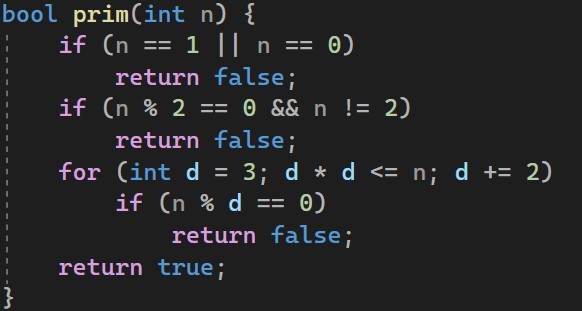 bool prim(int n) {
    if (n == 1 || n == 0)
        return false;
    if (n % 2 == 0 && n != 2)
        return false;
    for (int d = 3; d * d <= n; d += 2)
        if (n % d == 0)
            return false;
    return true;
}